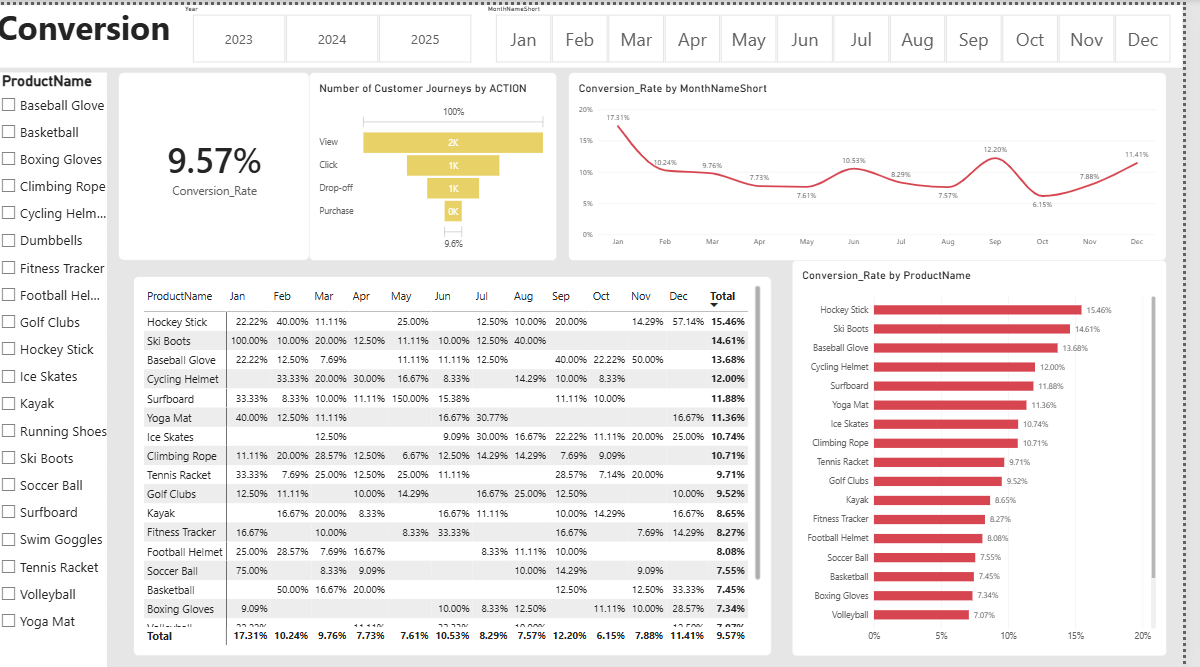 Year
MonthNameShort
Conversion
2023 2024 2025 Jan Feb Mar Apr May Jun Jul Aug Sep Oct Nov Dec
ProductName
Baseball Glove
Basketball
Boxing Gloves
Climbing Rope
Cycling Helm...
Dumbbells
Fitness Tracker
Football Hel...
Golf Clubs
Hockey Stick
Ice Skates
Kayak
Running Shoes
Ski Boots
Soccer Ball
Surfboard
Swim Goggles
Tennis Racket
Volleyball
Yoga Mat
9.57%
Conversion_Rate
Number of Customer Journeys by ACTION
100%
View 2K
Click 1K
Drop-off 1K
Purchase 0K
9.6%
Conversion_Rate by MonthNameShort
20%
15%
10%
5%
0%
17.31% 10.24% 9.76% 7.73% 7.61% 10.53% 8.29% 7.57% 12.20% 6.15% 7.88% 11.41%
Jan Feb Mar Apr May Jun Jul Aug Sep Oct Nov Dec
ProductName Jan Feb Mar Apr May Jun Jul Aug Sep Oct Nov Dec Total
Hockey Stick 22.22% 40.00% 11.11% 25.00% 12.50% 10.00% 20.00% 14.29% 57.14% 15.46%
Ski Boots 100.00% 10.00% 20.00% 12.50% 11.11% 10.00% 12.50% 40.00% 14.61%
Baseball Glove 22.22% 12.50% 7.69% 11.11% 11.11% 12.50% 40.00% 22.22% 50.00% 13.68%
Cycling Helmet 33.33% 20.00% 30.00% 16.67% 8.33% 14.29% 10.00% 8.33% 12.00%
Surfboard 33.33% 8.33% 10.00% 11.11% 150.00% 15.38% 11.11% 10.00% 11.88%
Yoga Mat 40.00% 12.50% 11.11% 16.67% 30.77% 16.67% 11.36%
Ice Skates 12.50% 9.09% 30.00% 16.67% 22.22% 11.11% 20.00% 25.00% 10.74%
Climbing Rope 11.11% 20.00% 28.57% 12.50% 6.67% 12.50% 14.29% 14.29% 7.69% 9.09% 10.71%
Tennis Racket 33.33% 7.69% 25.00% 12.50% 25.00% 11.11% 28.57% 7.14% 20.00% 9.71%
Golf Clubs 12.50% 11.11% 10.00% 14.29% 16.67% 25.00% 12.50% 10.00% 9.52%
Kayak 16.67% 20.00% 8.33% 16.67% 11.11% 10.00% 14.29% 16.67% 8.65%
Fitness Tracker 16.67% 10.00% 8.33% 33.33% 16.67% 7.69% 14.29% 8.27%
Football Helmet 25.00% 28.57% 7.69% 16.67% 8.33% 11.11% 10.00% 8.08%
Soccer Ball 75.00% 8.33% 9.09% 10.00% 14.29% 9.09% 7.55%
Basketball 50.00% 16.67% 20.00% 12.50% 12.50% 33.33% 7.45%
Boxing Gloves 9.09% 10.00% 8.33% 12.50% 11.11% 10.00% 28.57% 7.34%
Total 17.31% 10.24% 9.76% 7.73% 7.61% 10.53% 8.29% 7.57% 12.20% 6.15% 7.88% 11.41% 9.57%
Conversion_Rate by ProductName
Hockey Stick 15.46%
Ski Boots 14.61%
Baseball Glove 13.68%
Cycling Helmet 12.00%
Surfboard 11.88%
Yoga Mat 11.36%
Ice Skates 10.74%
Climbing Rope 10.71%
Tennis Racket 9.71%
Golf Clubs 9.52%
Kayak 8.65%
Fitness Tracker 8.27%
Football Helmet 8.08%
Soccer Ball 7.55%
Basketball 7.45%
Boxing Gloves 7.34%
Volleyball 7.07%
0% 5% 10% 15% 20%